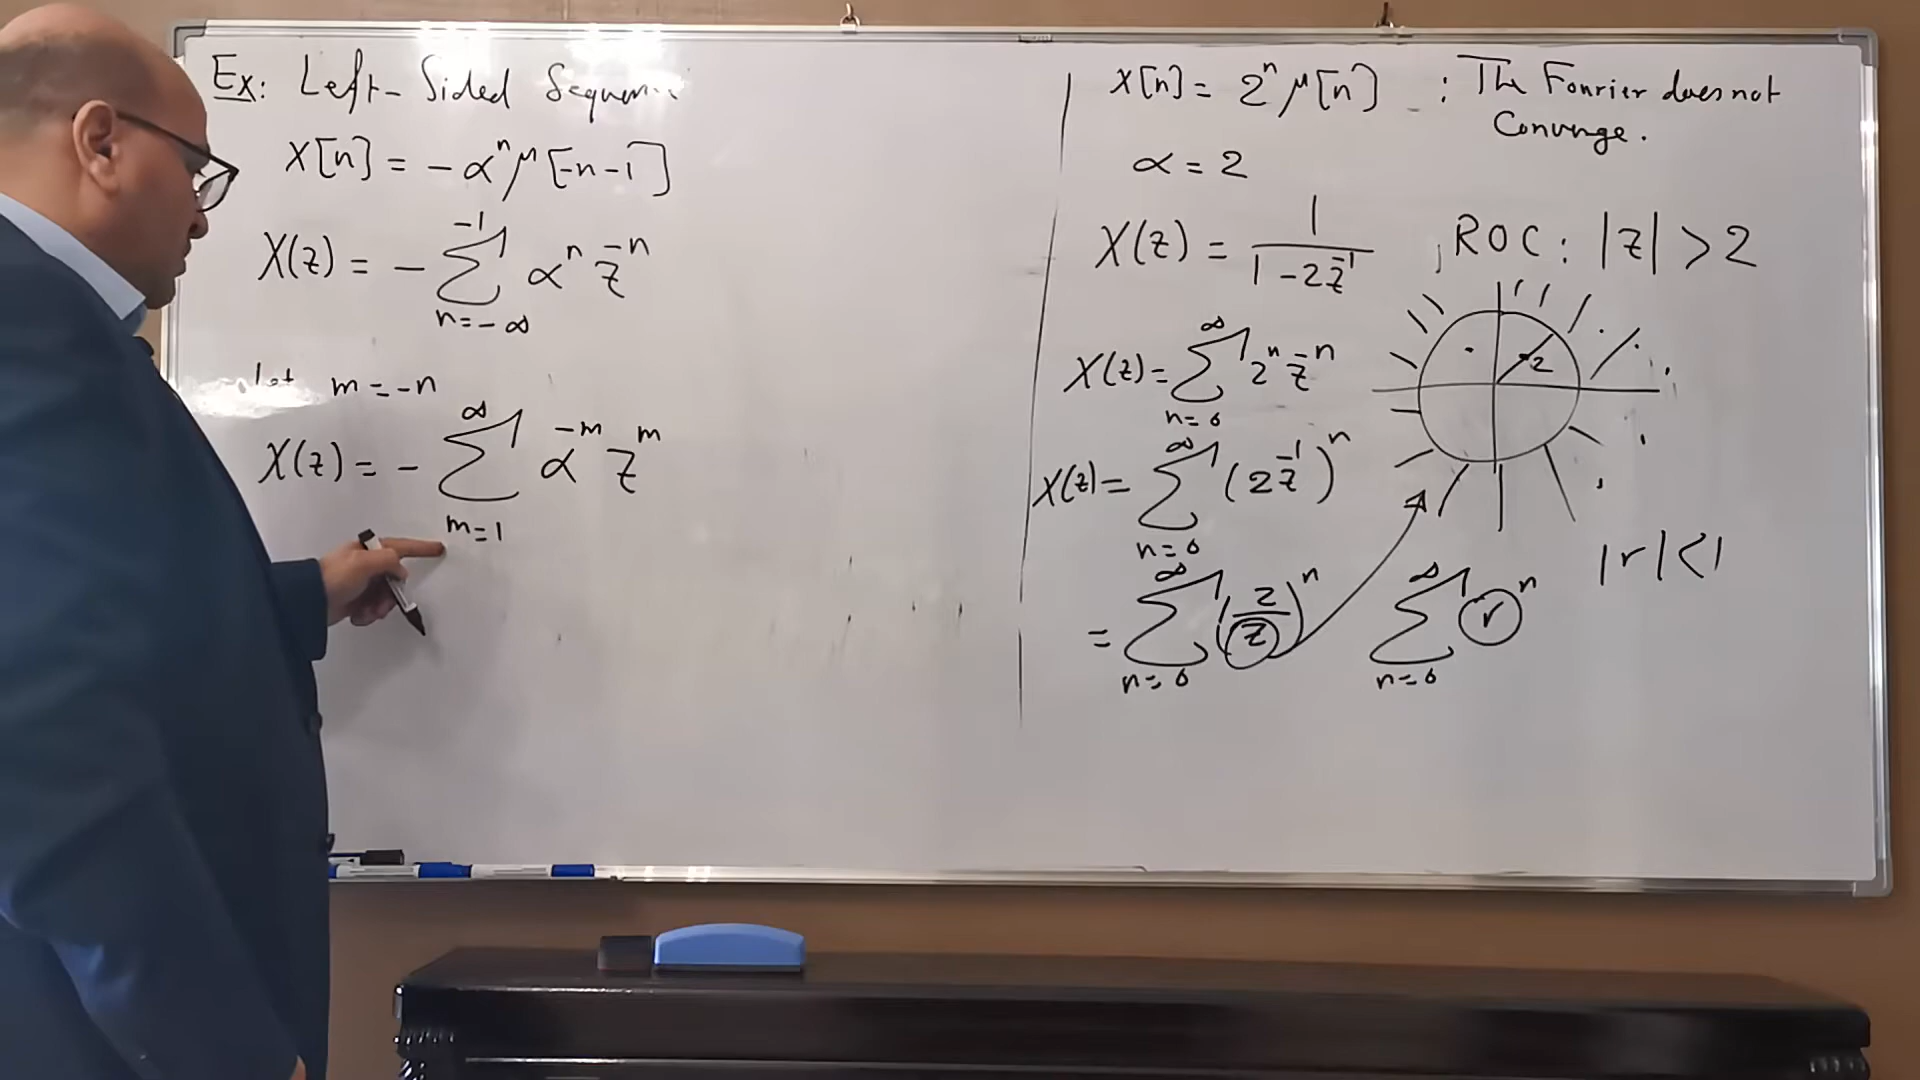 Ex: Left-Sided
x[n] = -α^n μ[-n-1]
X(z) = - Σ_{n=-∞}^{-1} α^n z^{-n}
let m = -n
X(z) = - Σ_{m=1}^{∞} α^{-m} z^m
x[n] = 2^n μ[n] : The Fourier does not
Converge.
α = 2
X(z) = 1/(1 - 2z^{-1}) , ROC: |z| > 2
2
X(z) = Σ_{n=0}^{∞} 2^n z^{-n}
X(z) = Σ_{n=0}^{∞} (2z^{-1})^n
= Σ_{n=0}^{∞} (2/z)^n
Σ_{n=0}^{∞} r^n
|r| < 1